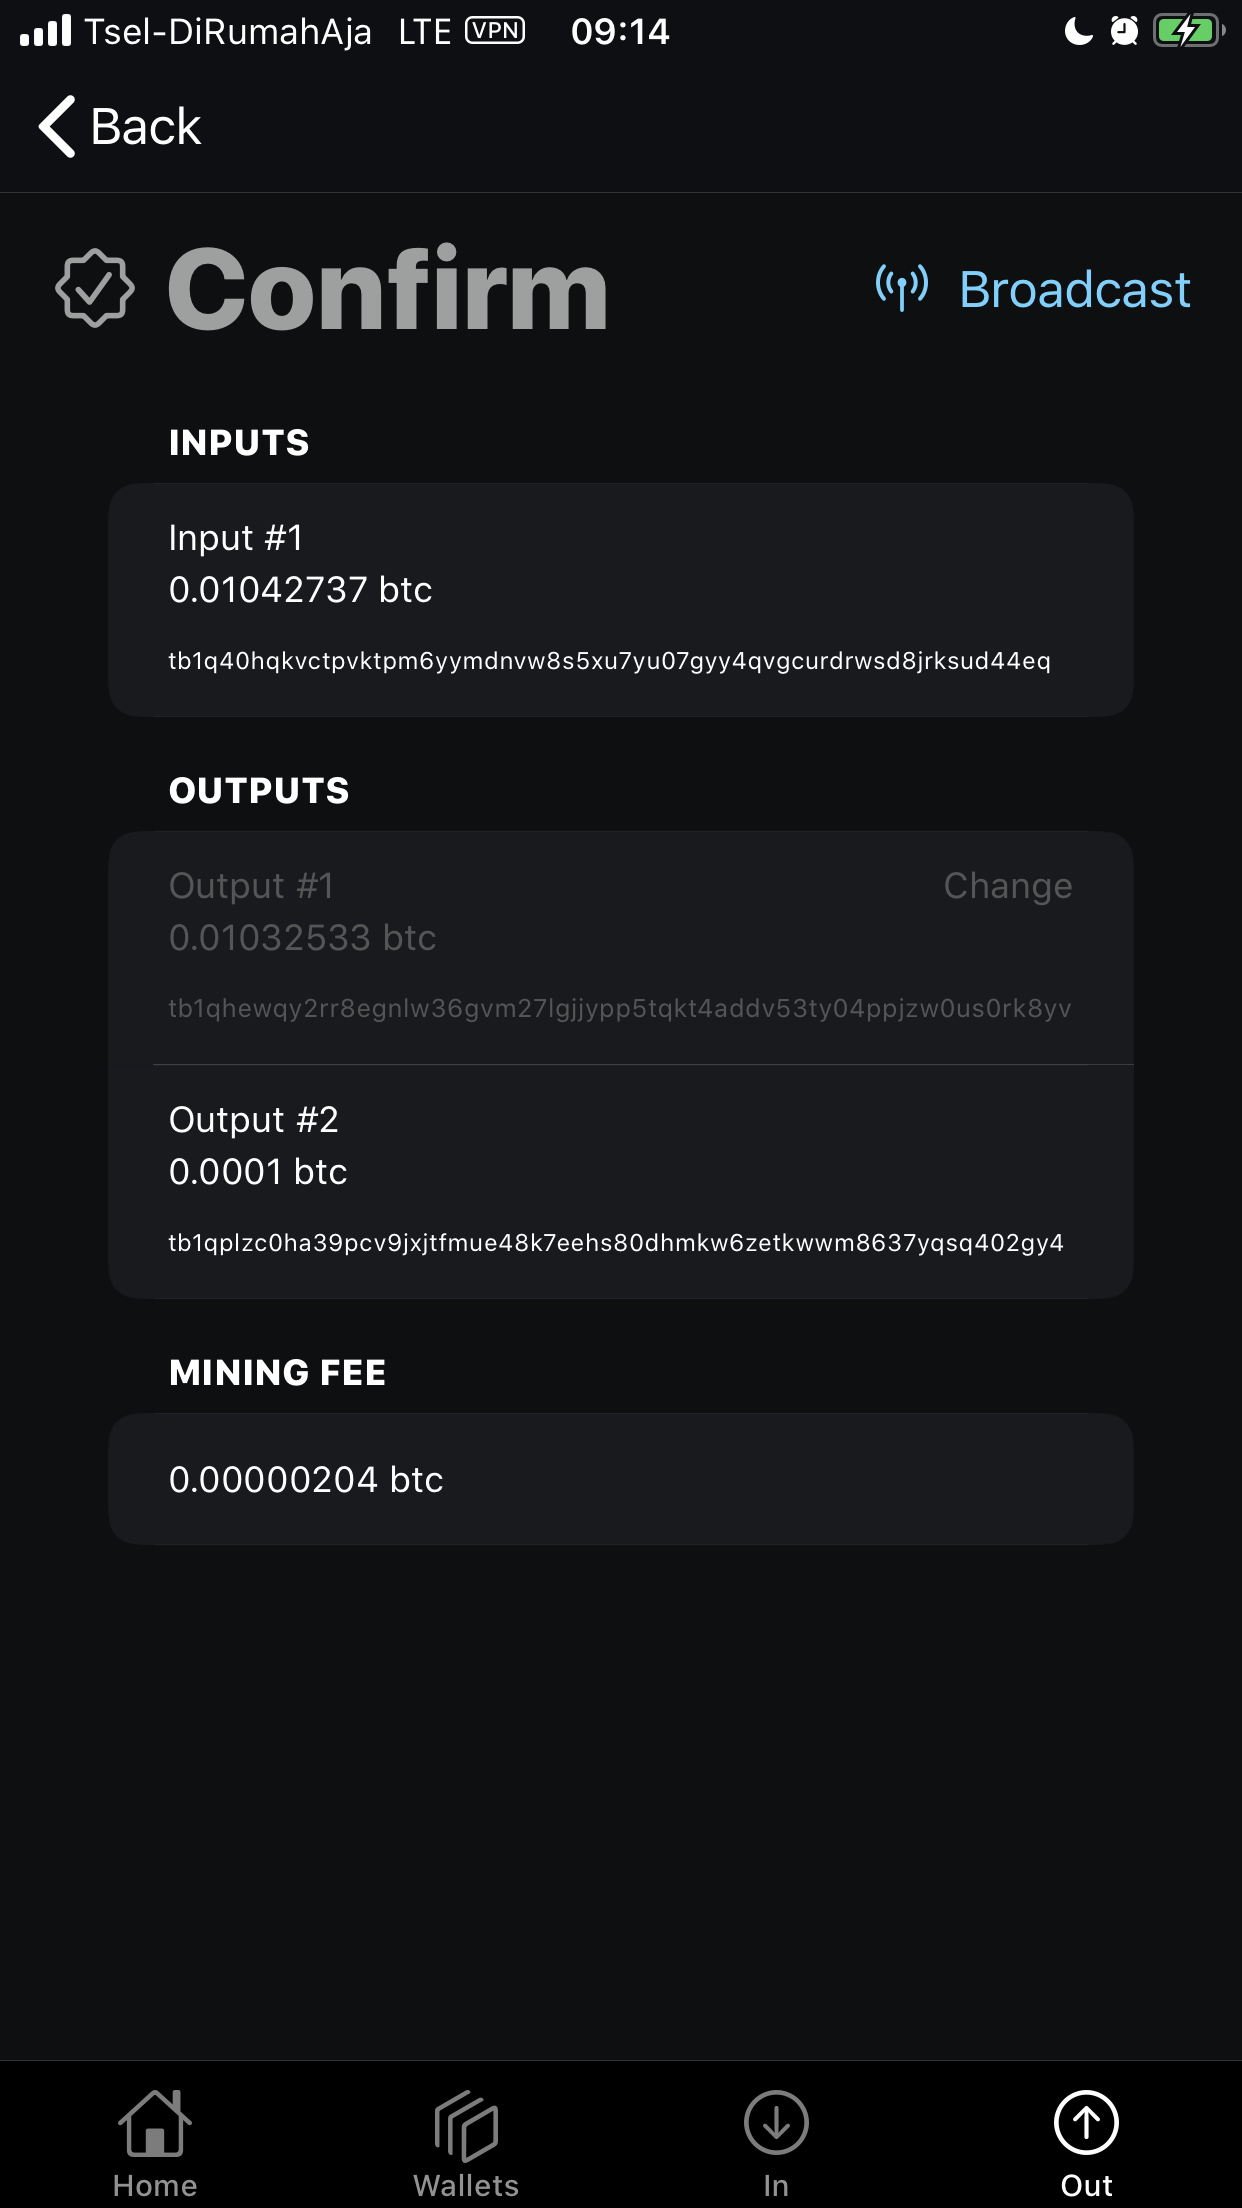 Tsel-DiRumahAja LTE VPN 09:14
Back
Confirm
Broadcast
INPUTS
Input #1
0.01042737 btc
tb1q40hqkvctpvktpm6yymdnvw8s5xu7yu07gyy4qvgcurdrwsd8jrksud44eq
OUTPUTS
Output #1 Change
0.01032533 btc
tb1qhewqy2rr8egnlw36gvm27lgjjypp5tqkt4addv53ty04ppjzw0us0rk8yv
Output #2
0.0001 btc
tb1qplzc0ha39pcv9jxjtfmue48k7eehs80dhmkw6zetkwwm8637yqsq402gy4
MINING FEE
0.00000204 btc
Home Wallets In Out